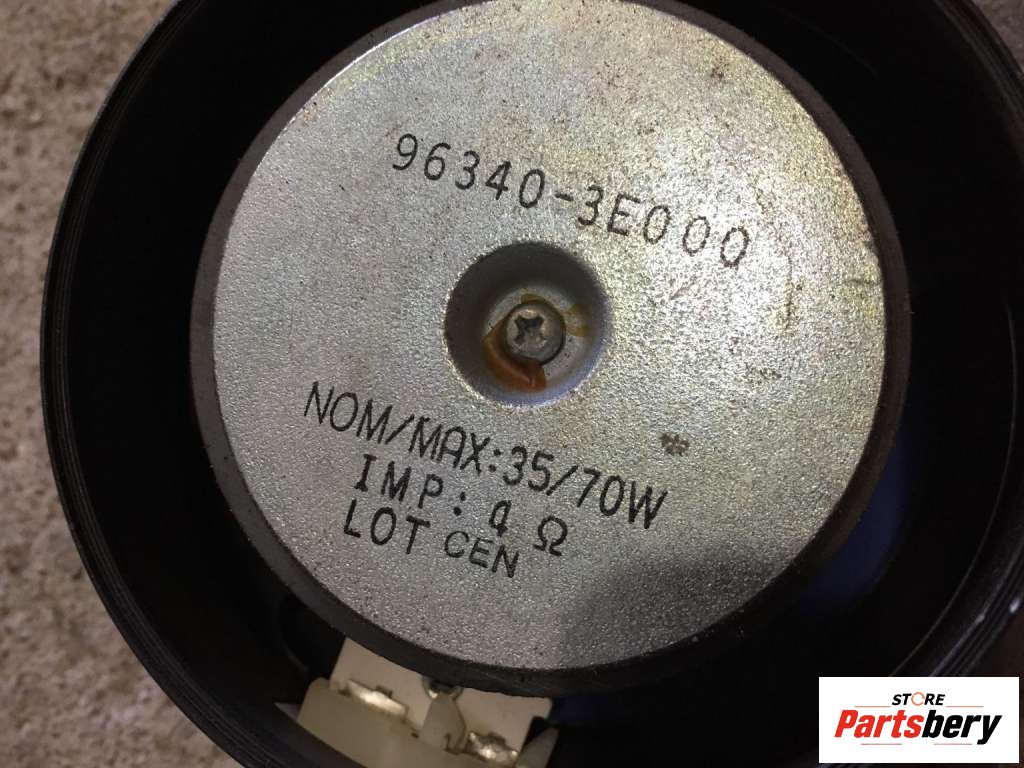 96340-3E000
NOM/MAX:35/70W
IMP: 4 Ω
LOT CEN
STORE
Partsbery